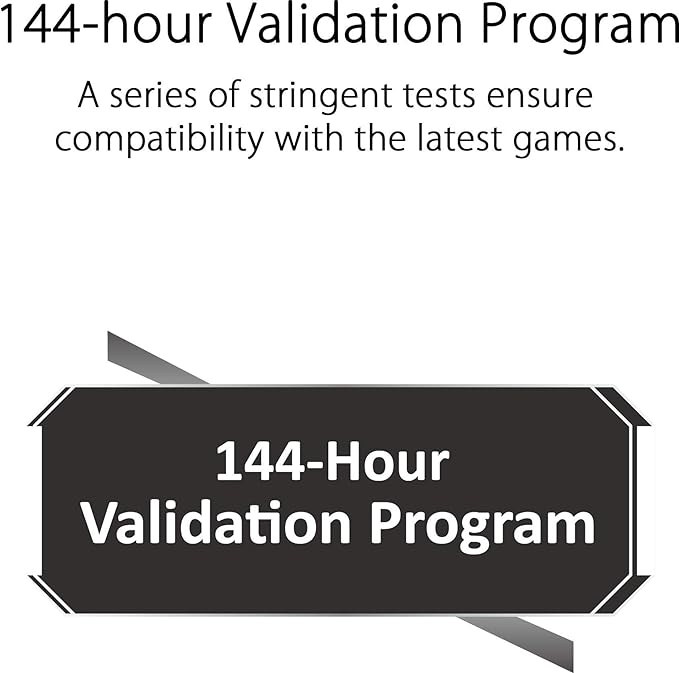 144-hour Validation Program
A series of stringent tests ensure
compatibility with the latest games.
144-Hour
Validation Program